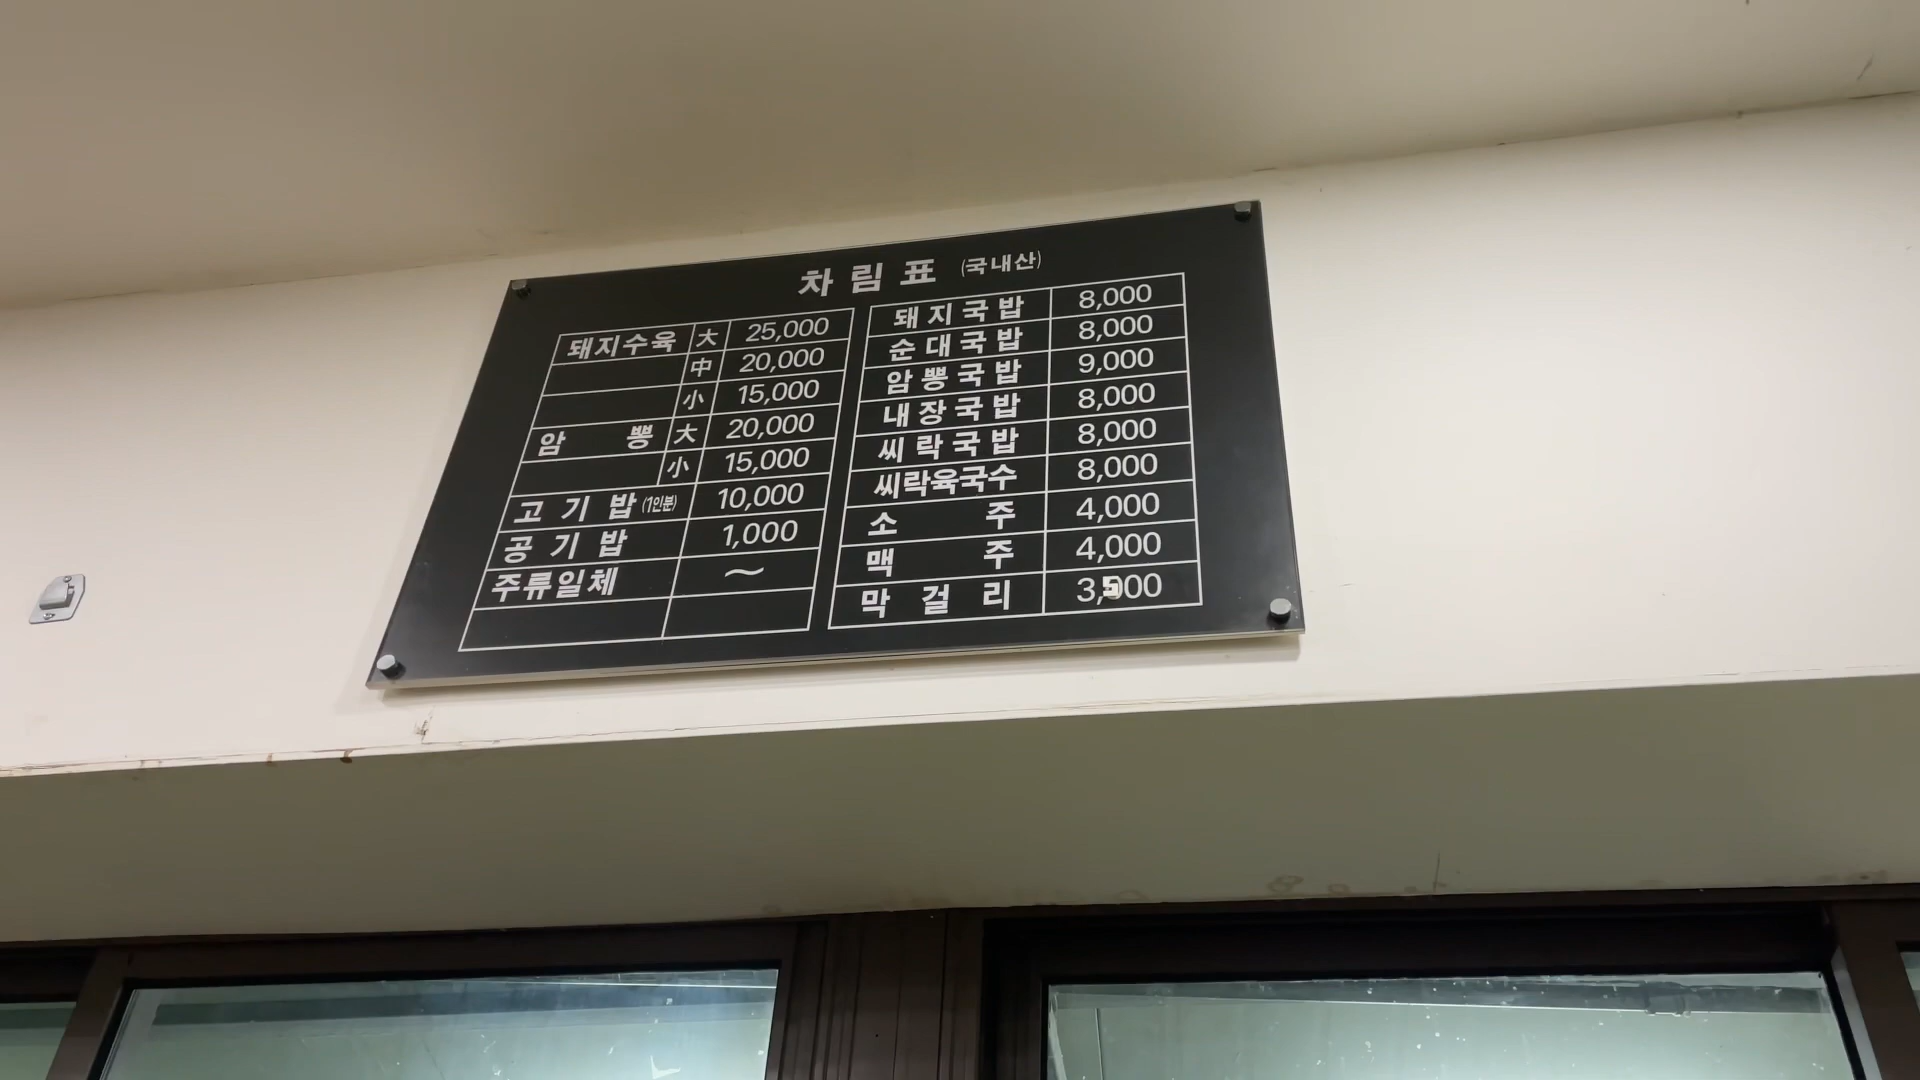 차림표 (국내산)
돼지수육 大 25,000
中 20,000
小 15,000
암뽕 大 20,000
小 15,000
고기밥 (1인분) 10,000
공기밥 1,000
주류일체 ~
돼지국밥 8,000
순대국밥 8,000
암뽕국밥 9,000
내장국밥 8,000
씨락국밥 8,000
씨락육국수 8,000
소주 4,000
맥주 4,000
막걸리 3,500